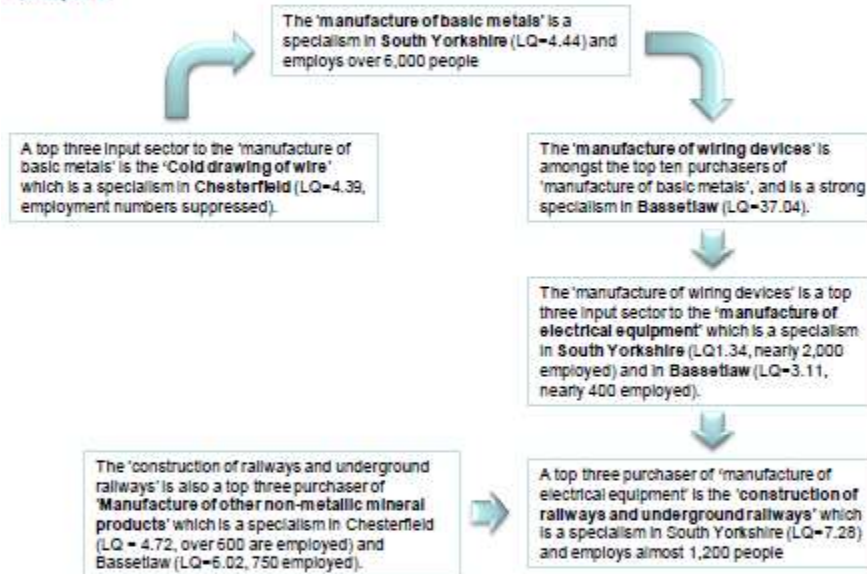 The 'manufacture of basic metals' is a
specialism in South Yorkshire (LQ=4.44) and
employs over 6,000 people
A top three input sector to the 'manufacture of
basic metals' is the 'Cold drawing of wire'
which is a specialism in Chesterfield (LQ=4.39,
employment numbers suppressed).
The 'manufacture of wiring devices' is
amongst the top ten purchasers of
'manufacture of basic metals', and is a strong
specialism in Bassetlaw (LQ=37.04).
The 'manufacture of wiring devices' is a top
three input sector to the 'manufacture of
electrical equipment' which is a specialism
in South Yorkshire (LQ1.34, nearly 2,000
employed) and in Bassetlaw (LQ=3.11,
nearly 400 employed).
The 'construction of railways and underground
railways' is also a top three purchaser of
'Manufacture of other non-metallic mineral
products' which is a specialism in Chesterfield
(LQ = 4.72, over 600 are employed) and
Bassetlaw (LQ=6.02, 750 employed).
A top three purchaser of 'manufacture of
electrical equipment' is the 'construction of
railways and underground railways' which
is a specialism in South Yorkshire (LQ=7.28)
and employs almost 1,200 people